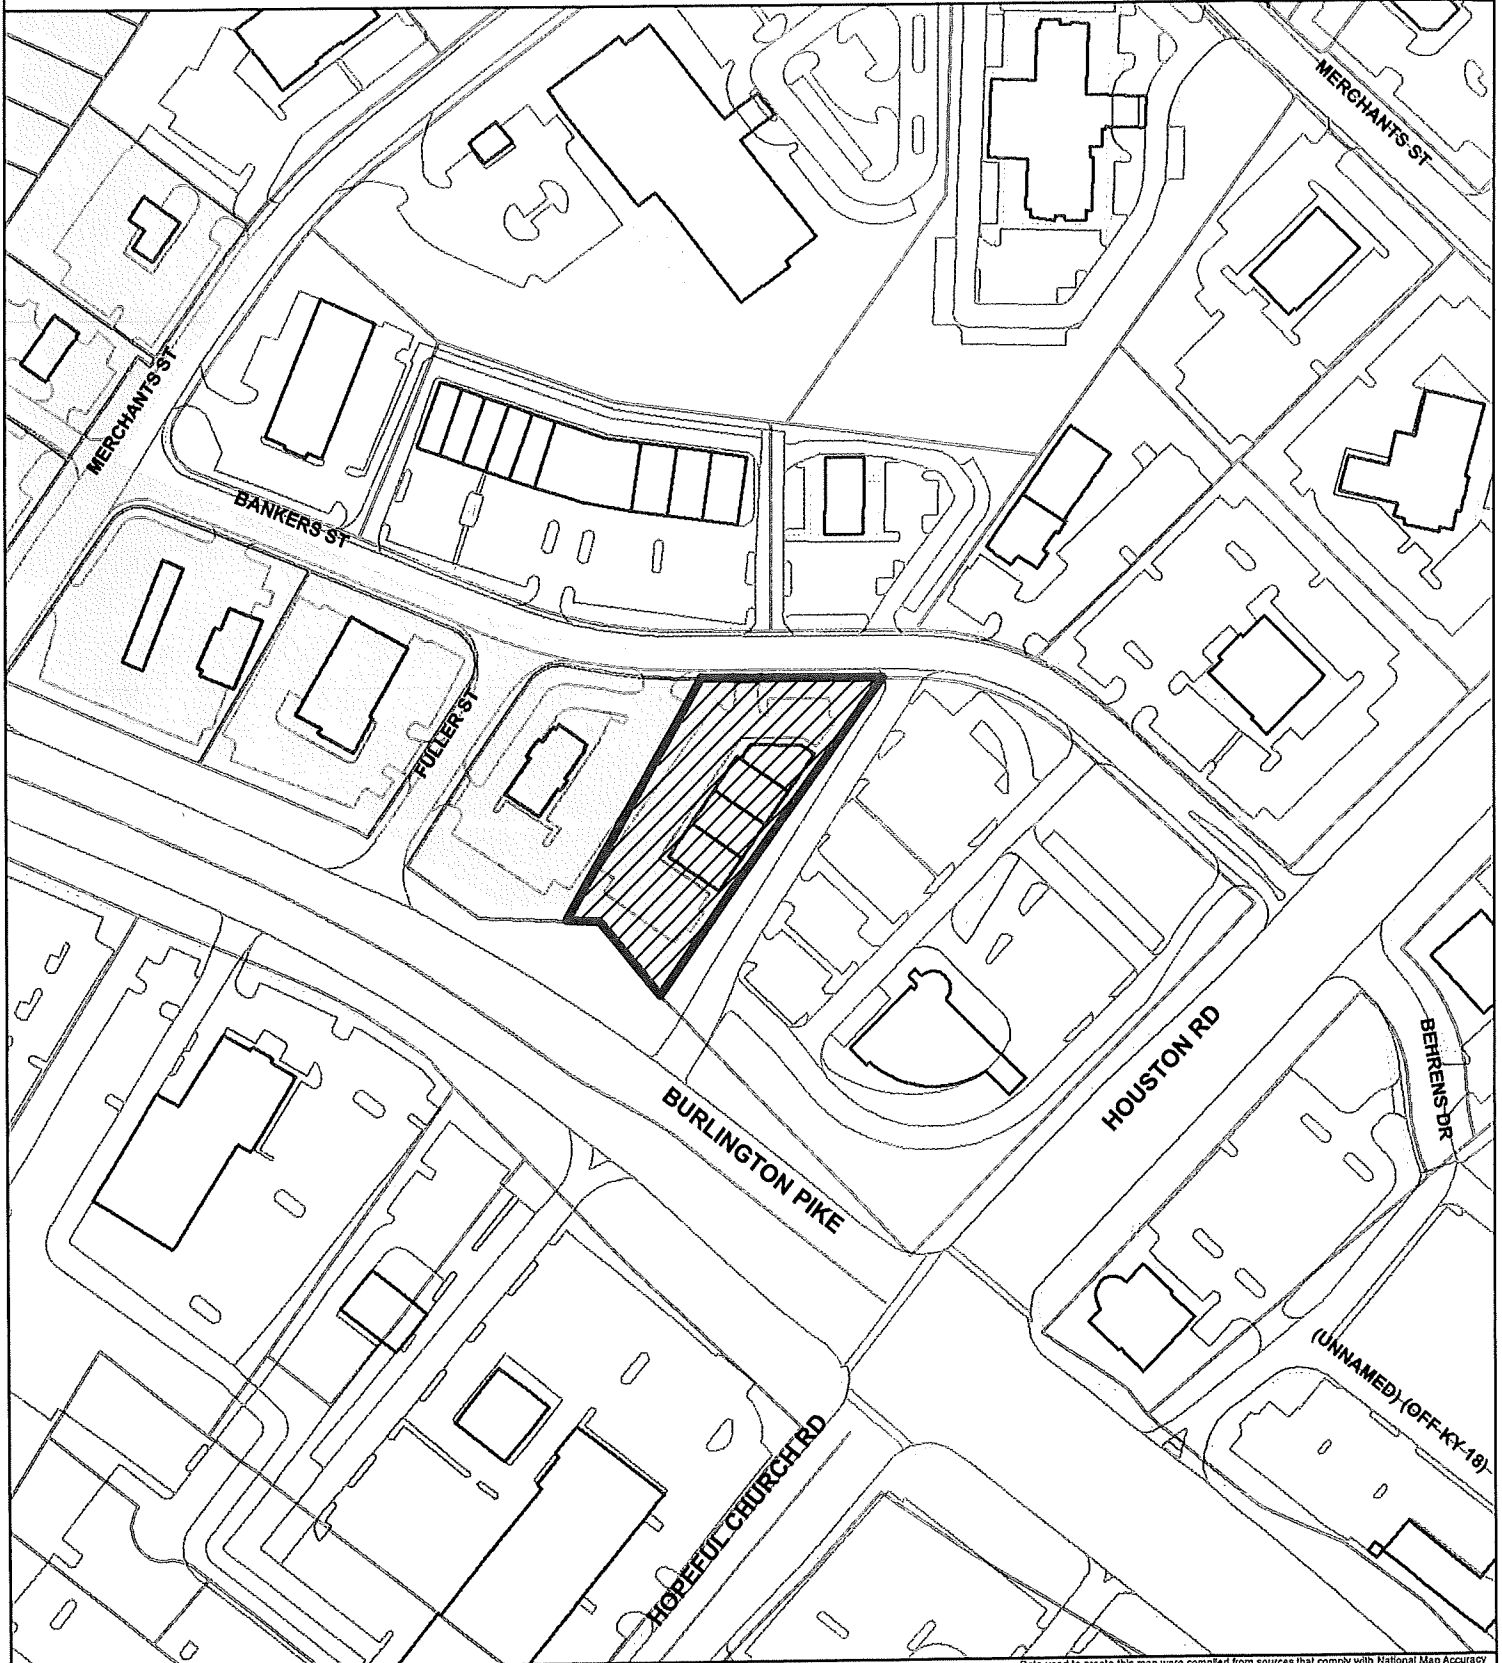 MERCHANTS ST
MERCHANTS ST
BANKERS ST
FULLER ST
BURLINGTON PIKE
HOUSTON RD
BEHRENS DR
(UNNAMED) (OFF KY 18)
HOPEFUL CHURCH RD
Data used to create this map were compiled from sources that comply with National Map Accuracy